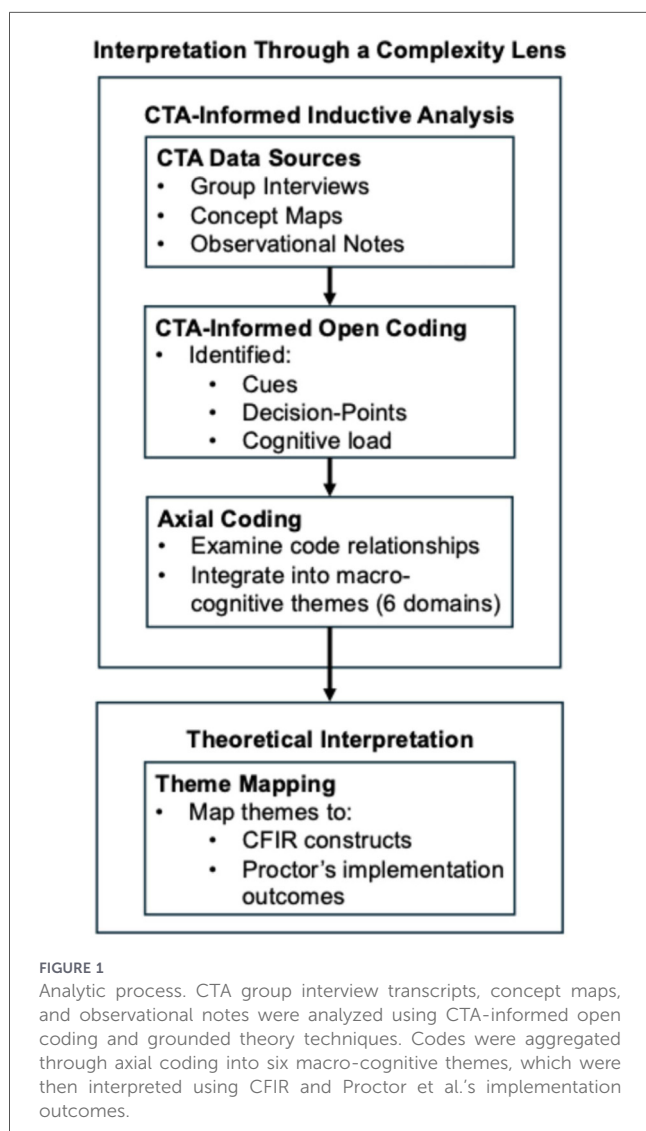 Interpretation Through a Complexity Lens
CTA-Informed Inductive Analysis
CTA Data Sources
• Group Interviews
• Concept Maps
• Observational Notes
CTA-Informed Open Coding
• Identified:
• Cues
• Decision-Points
• Cognitive load
Axial Coding
• Examine code relationships
• Integrate into macro-
cognitive themes (6 domains)
Theoretical Interpretation
Theme Mapping
• Map themes to:
• CFIR constructs
• Proctor's implementation
outcomes
FIGURE 1
Analytic process. CTA group interview transcripts, concept maps,
and observational notes were analyzed using CTA-informed open
coding and grounded theory techniques. Codes were aggregated
through axial coding into six macro-cognitive themes, which were
then interpreted using CFIR and Proctor et al.'s implementation
outcomes.